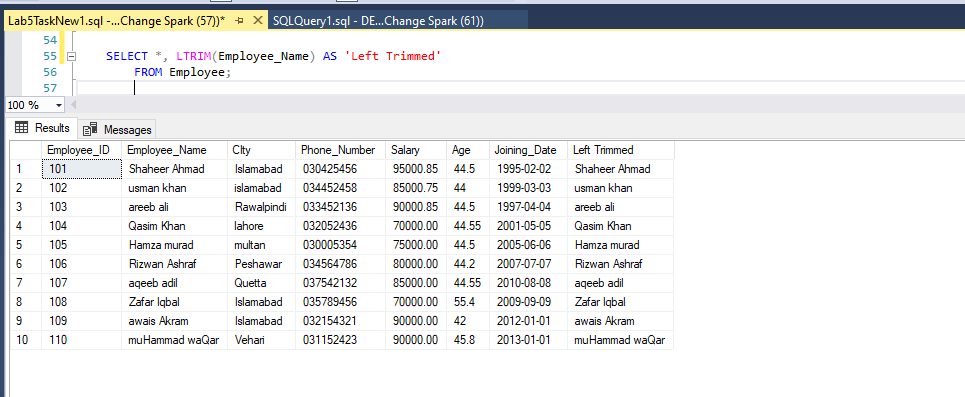 Lab5TaskNew1.sql -...Change Spark (57))* SQLQuery1.sql - DE...Change Spark (61))
54
55 SELECT *, LTRIM(Employee_Name) AS 'Left Trimmed'
56 FROM Employee;
57
100 %
Results Messages
Employee_ID Employee_Name CIty Phone_Number Salary Age Joining_Date Left Trimmed
1 101 Shaheer Ahmad Islamabad 030425456 95000.85 44.5 1995-02-02 Shaheer Ahmad
2 102 usman khan islamabad 034452458 85000.75 44 1999-03-03 usman khan
3 103 areeb ali Rawalpindi 033452136 90000.85 44.5 1997-04-04 areeb ali
4 104 Qasim Khan lahore 032052436 70000.00 44.55 2001-05-05 Qasim Khan
5 105 Hamza murad multan 030005354 75000.00 44.5 2005-06-06 Hamza murad
6 106 Rizwan Ashraf Peshawar 034564786 80000.00 44.2 2007-07-07 Rizwan Ashraf
7 107 aqeeb adil Quetta 037542132 85000.00 44.55 2010-08-08 aqeeb adil
8 108 Zafar Iqbal Islamabad 035789456 70000.00 55.4 2009-09-09 Zafar Iqbal
9 109 awais Akram Islamabad 032154321 90000.00 42 2012-01-01 awais Akram
10 110 muHammad waQar Vehari 031152423 90000.00 45.8 2013-01-01 muHammad waQar